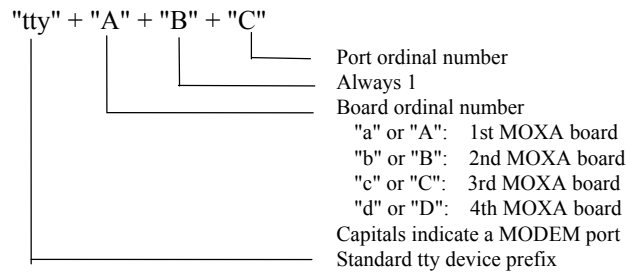 "tty" + "A" + "B" + "C"
Port ordinal number
Always 1
Board ordinal number
"a" or "A": 1st MOXA board
"b" or "B": 2nd MOXA board
"c" or "C": 3rd MOXA board
"d" or "D": 4th MOXA board
Capitals indicate a MODEM port
Standard tty device prefix